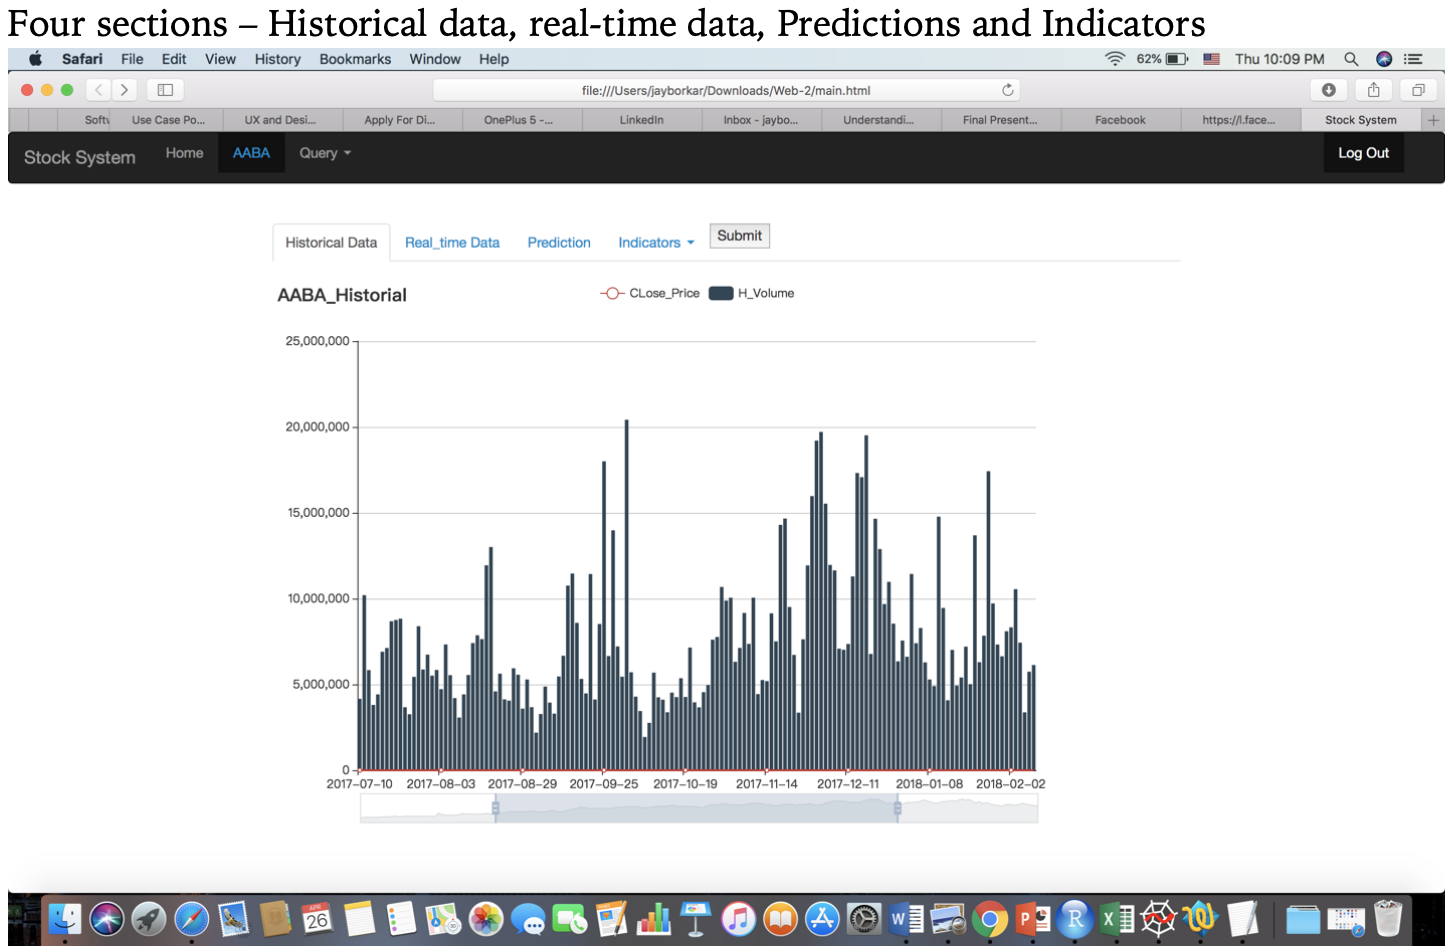 Four sections – Historical data, real-time data, Predictions and Indicators
Safari File Edit View History Bookmarks Window Help 62% Thu 10:09 PM
file:///Users/jayborkar/Downloads/Web-2/main.html
Softv Use Case Po... UX and Desi... Apply For Di... OnePlus 5 -... LinkedIn Inbox - jaybo... Understandi... Final Present... Facebook https://l.face... Stock System
Stock System Home AABA Query Log Out
Historical Data Real_time Data Prediction Indicators Submit
AABA_Historial CLose_Price H_Volume
25,000,000
20,000,000
15,000,000
10,000,000
5,000,000
0
2017-07-10 2017-08-03 2017-08-29 2017-09-25 2017-10-19 2017-11-14 2017-12-11 2018-01-08 2018-02-02
APR
26